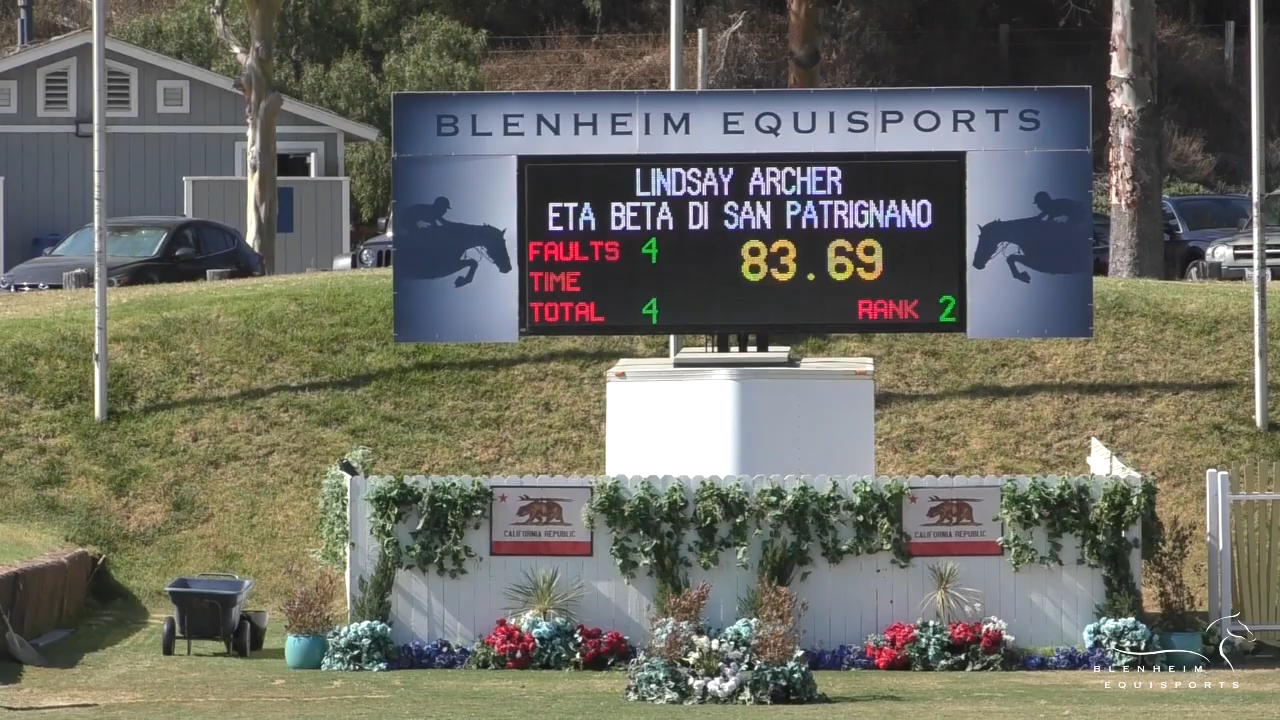 BLENHEIM EQUISPORTS
LINDSAY ARCHER
ETA BETA DI SAN PATRIGNANO
FAULTS 4 83.69
TIME
TOTAL 4 RANK 2
CALIFORNIA REPUBLIC
CALIFORNIA REPUBLIC
BLENHEIM
EQUISPORTS